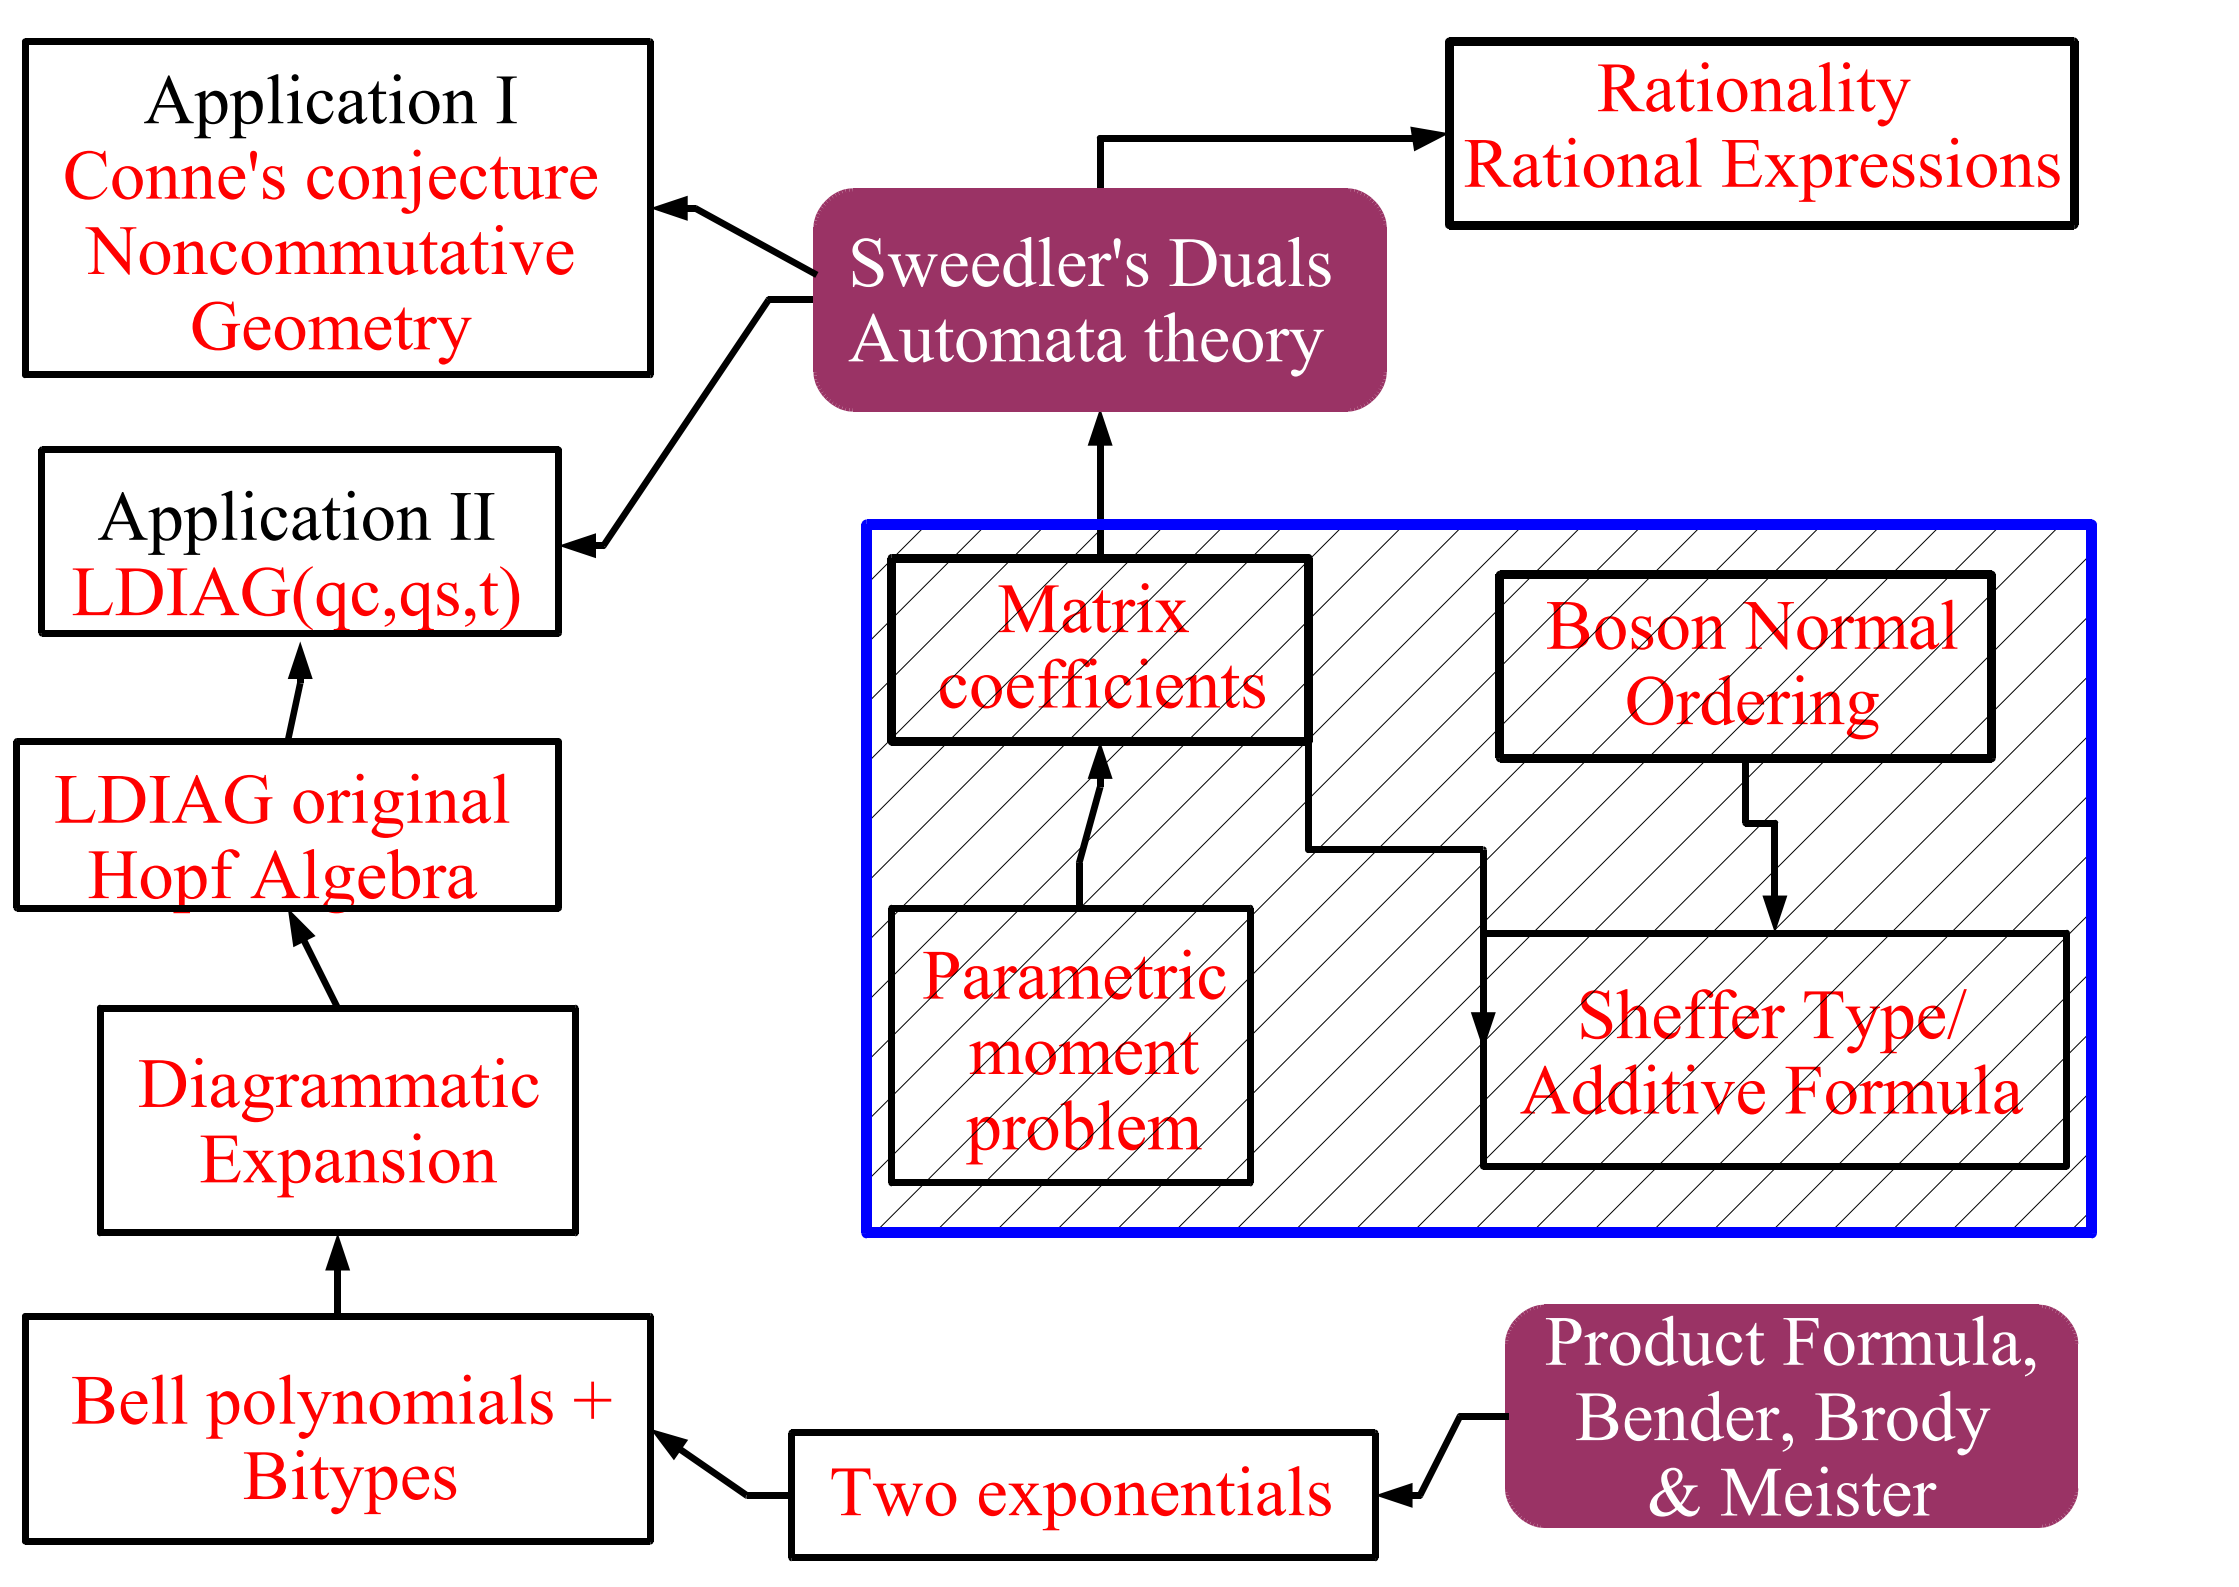 Application I
Conne's conjecture
Noncommutative
Geometry
Rationality
Rational Expressions
Sweedler's Duals
Automata theory
Application II
LDIAG(qc,qs,t)
Matrix
coefficients
Boson Normal
Ordering
LDIAG original
Hopf Algebra
Parametric
moment
problem
Sheffer Type/
Additive Formula
Diagrammatic
Expansion
Bell polynomials +
Bitypes
Two exponentials
Product Formula,
Bender, Brody
& Meister